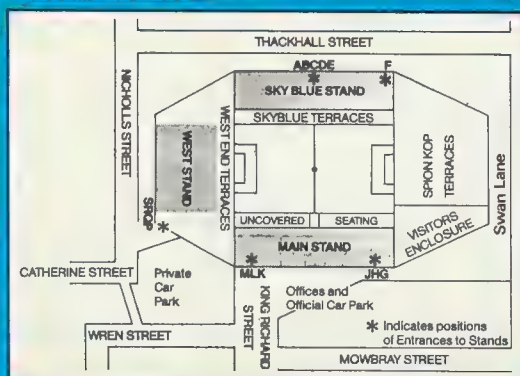 THACKHALL STREET
NICHOLLS STREET
ABCDE
F
SKY BLUE STAND
SKYBLUE TERRACES
WEST STAND
WEST END TERRACES
SPION KOP
TERRACES
Swan Lane
SRQP
UNCOVERED
SEATING
VISITORS
ENCLOSURE
MAIN STAND
MLK
JHG
CATHERINE STREET
Private
Car
Park
KING RICHARD
STREET
Offices and
Official Car Park
* Indicates positions
of Entrances to Stands
WREN STREET
MOWBRAY STREET